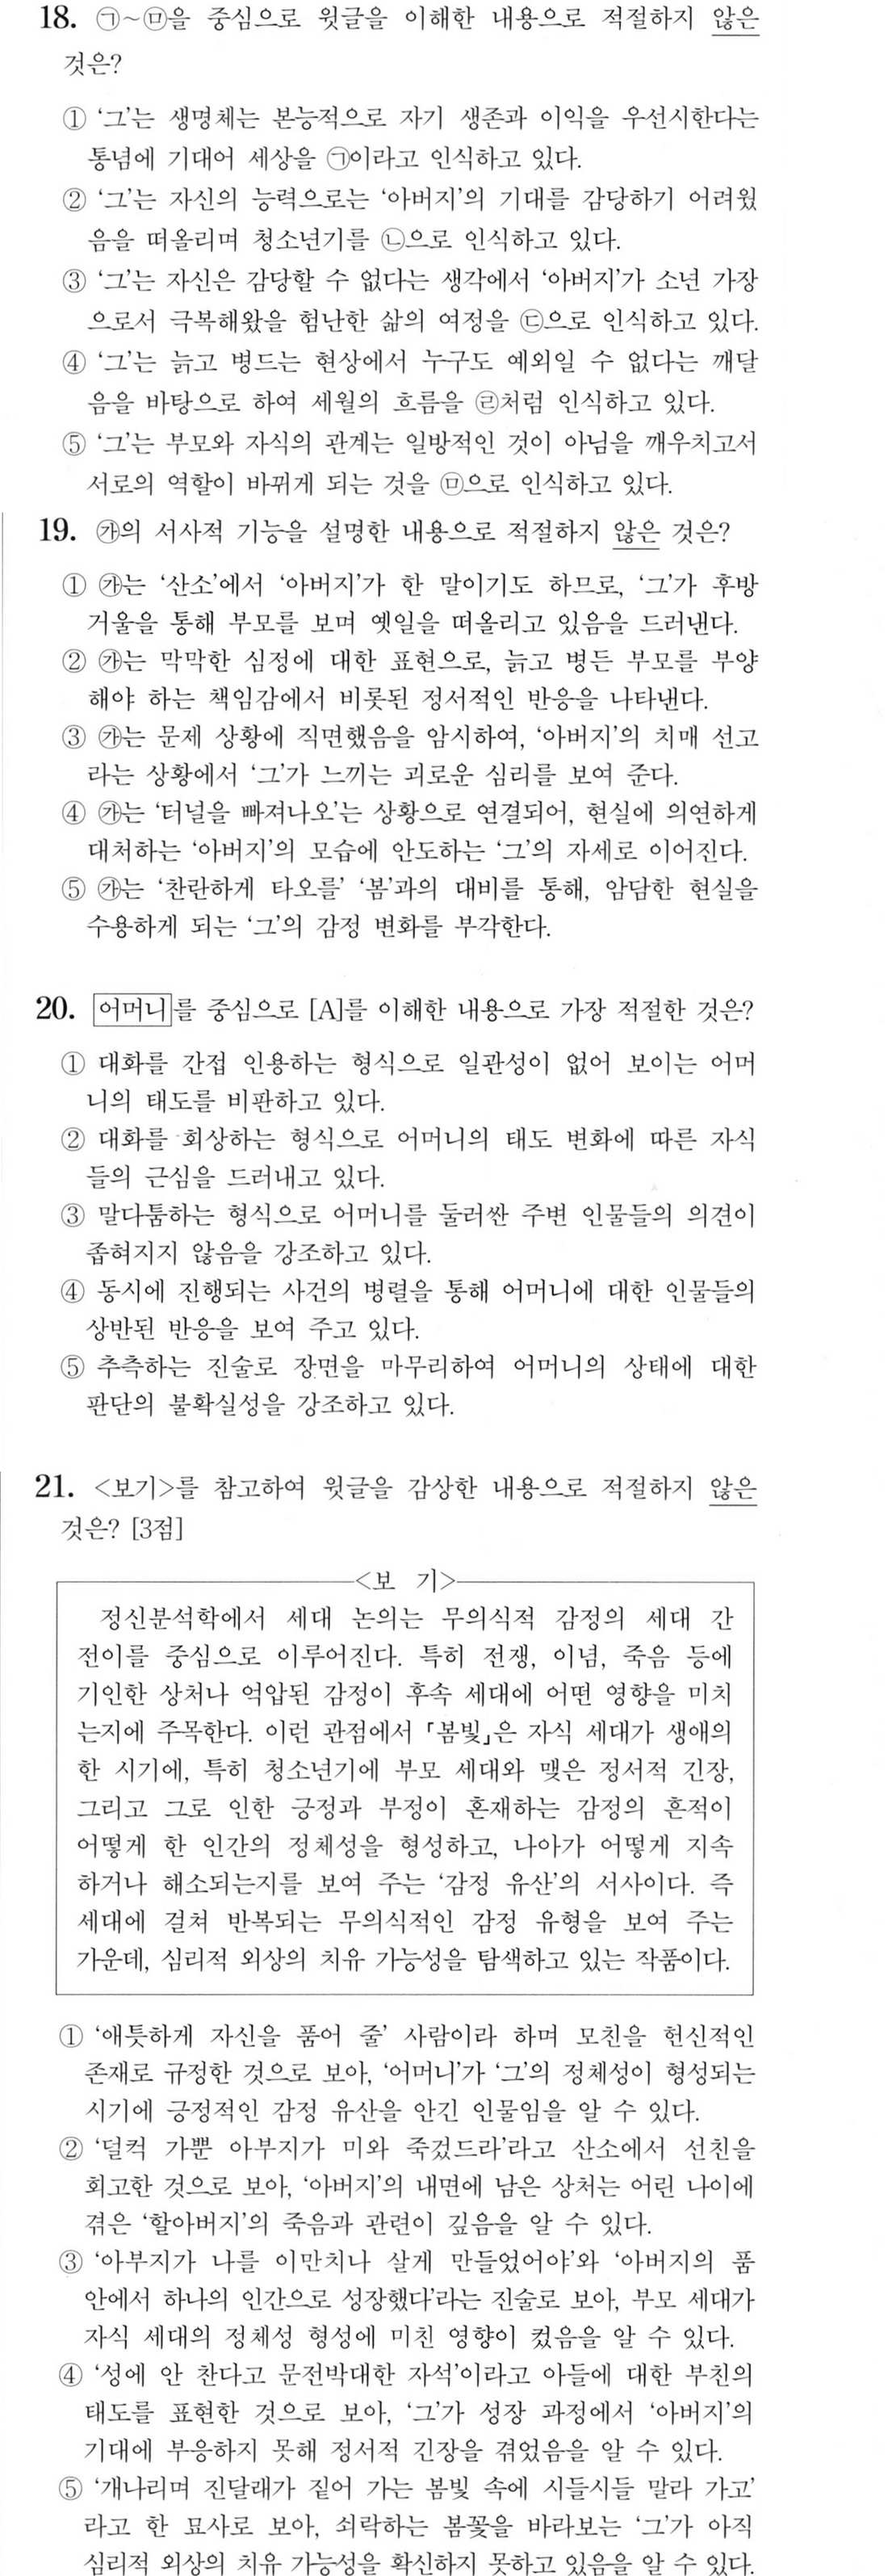 18. ㉠~㉤을 중심으로 윗글을 이해한 내용으로 적절하지 않은
것은?
① ‘그’는 생명체는 본능적으로 자기 생존과 이익을 우선시한다는
통념에 기대어 세상을 ㉠이라고 인식하고 있다.
② ‘그’는 자신의 능력으로는 ‘아버지’의 기대를 감당하기 어려웠
음을 떠올리며 청소년기를 ㉡으로 인식하고 있다.
③ ‘그’는 자신은 감당할 수 없다는 생각에서 ‘아버지’가 소년 가장
으로서 극복해왔을 험난한 삶의 여정을 ㉢으로 인식하고 있다.
④ ‘그’는 늙고 병드는 현상에서 누구도 예외일 수 없다는 깨달
음을 바탕으로 하여 세월의 흐름을 ㉣처럼 인식하고 있다.
⑤ ‘그’는 부모와 자식의 관계는 일방적인 것이 아님을 깨우치고서
서로의 역할이 바뀌게 되는 것을 ㉤으로 인식하고 있다.
19. ㉮의 서사적 기능을 설명한 내용으로 적절하지 않은 것은?
① ㉮는 ‘산소’에서 ‘아버지’가 한 말이기도 하므로, ‘그’가 후방
거울을 통해 부모를 보며 옛일을 떠올리고 있음을 드러낸다.
② ㉮는 막막한 심정에 대한 표현으로, 늙고 병든 부모를 부양
해야 하는 책임감에서 비롯된 정서적인 반응을 나타낸다.
③ ㉮는 문제 상황에 직면했음을 암시하여, ‘아버지’의 치매 선고
라는 상황에서 ‘그’가 느끼는 괴로운 심리를 보여 준다.
④ ㉮는 ‘터널을 빠져나오’는 상황으로 연결되어, 현실에 의연하게
대처하는 ‘아버지’의 모습에 안도하는 ‘그’의 자세로 이어진다.
⑤ ㉮는 ‘찬란하게 타오를’ ‘봄’과의 대비를 통해, 암담한 현실을
수용하게 되는 ‘그’의 감정 변화를 부각한다.
20. 어머니를 중심으로 [A]를 이해한 내용으로 가장 적절한 것은?
① 대화를 간접 인용하는 형식으로 일관성이 없어 보이는 어머
니의 태도를 비판하고 있다.
② 대화를 회상하는 형식으로 어머니의 태도 변화에 따른 자식
들의 근심을 드러내고 있다.
③ 말다툼하는 형식으로 어머니를 둘러싼 주변 인물들의 의견이
좁혀지지 않음을 강조하고 있다.
④ 동시에 진행되는 사건의 병렬을 통해 어머니에 대한 인물들의
상반된 반응을 보여 주고 있다.
⑤ 추측하는 진술로 장면을 마무리하여 어머니의 상태에 대한
판단의 불확실성을 강조하고 있다.
21. <보기>를 참고하여 윗글을 감상한 내용으로 적절하지 않은
것은? [3점]
<보 기>
정신분석학에서 세대 논의는 무의식적 감정의 세대 간
전이를 중심으로 이루어진다. 특히 전쟁, 이념, 죽음 등에
기인한 상처나 억압된 감정이 후속 세대에 어떤 영향을 미치
는지에 주목한다. 이런 관점에서 「봄빛」은 자식 세대가 생애의
한 시기에, 특히 청소년기에 부모 세대와 맺은 정서적 긴장,
그리고 그로 인한 긍정과 부정이 혼재하는 감정의 흔적이
어떻게 한 인간의 정체성을 형성하고, 나아가 어떻게 지속
하거나 해소되는지를 보여 주는 ‘감정 유산’의 서사이다. 즉
세대에 걸쳐 반복되는 무의식적인 감정 유형을 보여 주는
가운데, 심리적 외상의 치유 가능성을 탐색하고 있는 작품이다.
① ‘애틋하게 자신을 품어 줄’ 사람이라 하며 모친을 헌신적인
존재로 규정한 것으로 보아, ‘어머니’가 ‘그’의 정체성이 형성되는
시기에 긍정적인 감정 유산을 안긴 인물임을 알 수 있다.
② ‘덜컥 가뿐 아부지가 미와 죽겄드라’라고 산소에서 선친을
회고한 것으로 보아, ‘아버지’의 내면에 남은 상처는 어린 나이에
겪은 ‘할아버지’의 죽음과 관련이 깊음을 알 수 있다.
③ ‘아부지가 나를 이만치나 살게 만들었어야’와 ‘아버지의 품
안에서 하나의 인간으로 성장했다’라는 진술로 보아, 부모 세대가
자식 세대의 정체성 형성에 미친 영향이 컸음을 알 수 있다.
④ ‘성에 안 찬다고 문전박대한 자석’이라고 아들에 대한 부친의
태도를 표현한 것으로 보아, ‘그’가 성장 과정에서 ‘아버지’의
기대에 부응하지 못해 정서적 긴장을 겪었음을 알 수 있다.
⑤ ‘개나리며 진달래가 짙어 가는 봄빛 속에 시들시들 말라 가고’
라고 한 묘사로 보아, 쇠락하는 봄꽃을 바라보는 ‘그’가 아직
심리적 외상의 치유 가능성을 확신하지 못하고 있음을 알 수 있다.